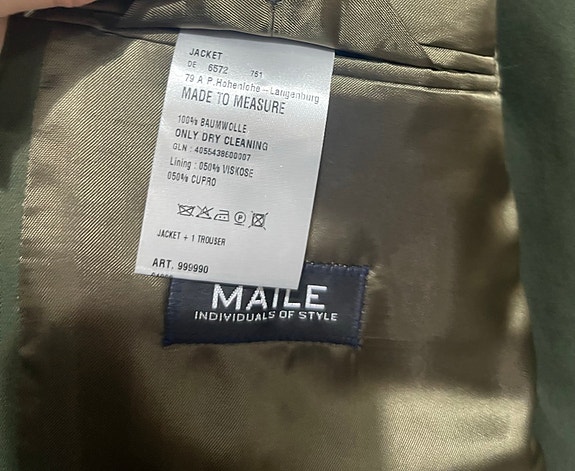 JACKET
DE 6572 761
79 A P.Hohenlohe - Langenburg
MADE TO MEASURE
100% BAUMWOLLE
ONLY DRY CLEANING
GLN : 4055438600007
Lining : 050% VISKOSE
050% CUPRO
JACKET + 1 TROUSER
ART. 999990
MAILE
INDIVIDUALS OF STYLE